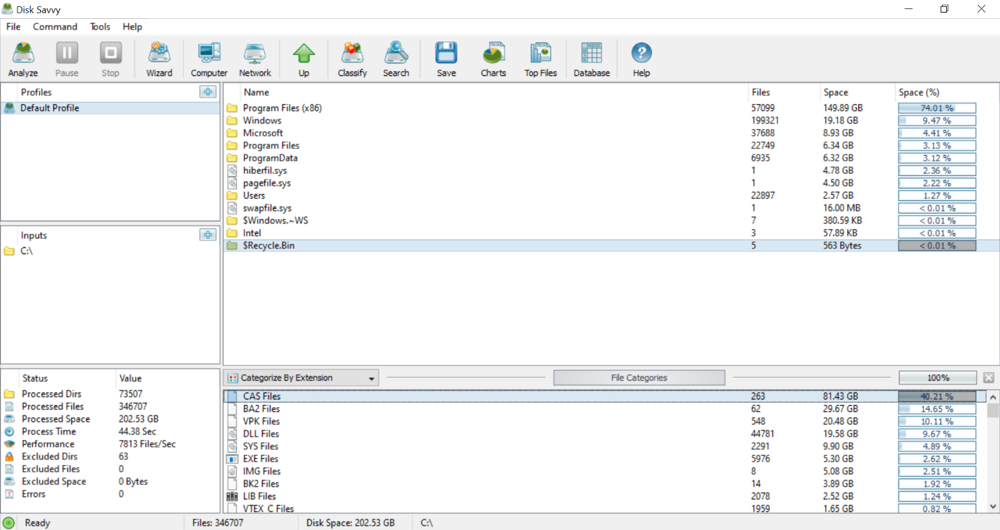 Disk Savvy
File Command Tools Help
Analyze Pause Stop Wizard Computer Network Up Classify Search Save Charts Top Files Database Help
Profiles
Default Profile
Inputs
C:\
Status Value
Processed Dirs 73507
Processed Files 346707
Processed Space 202.53 GB
Process Time 44.38 Sec
Performance 7813 Files/Sec
Excluded Dirs 63
Excluded Files 0
Excluded Space 0 Bytes
Errors 0
Name Files Space Space (%)
Program Files (x86) 57099 149.89 GB 74.01 %
Windows 199321 19.18 GB 9.47 %
Microsoft 37688 8.93 GB 4.41 %
Program Files 22749 6.34 GB 3.13 %
ProgramData 6935 6.32 GB 3.12 %
hiberfil.sys 1 4.78 GB 2.36 %
pagefile.sys 1 4.50 GB 2.22 %
Users 22897 2.57 GB 1.27 %
swapfile.sys 1 16.00 MB < 0.01 %
$Windows.~WS 7 380.59 KB < 0.01 %
Intel 3 57.89 KB < 0.01 %
$Recycle.Bin 5 563 Bytes < 0.01 %
Categorize By Extension File Categories 100%
CAS Files 263 81.43 GB 40.21 %
BA2 Files 62 29.67 GB 14.65 %
VPK Files 548 20.48 GB 10.11 %
DLL Files 44781 19.58 GB 9.67 %
SYS Files 2291 9.90 GB 4.89 %
EXE Files 5976 5.30 GB 2.62 %
IMG Files 8 5.08 GB 2.51 %
BK2 Files 14 3.89 GB 1.92 %
LIB Files 2078 2.52 GB 1.24 %
VTEX_C Files 1959 1.65 GB 0.82 %
Ready Files: 346707 Disk Space: 202.53 GB C:\